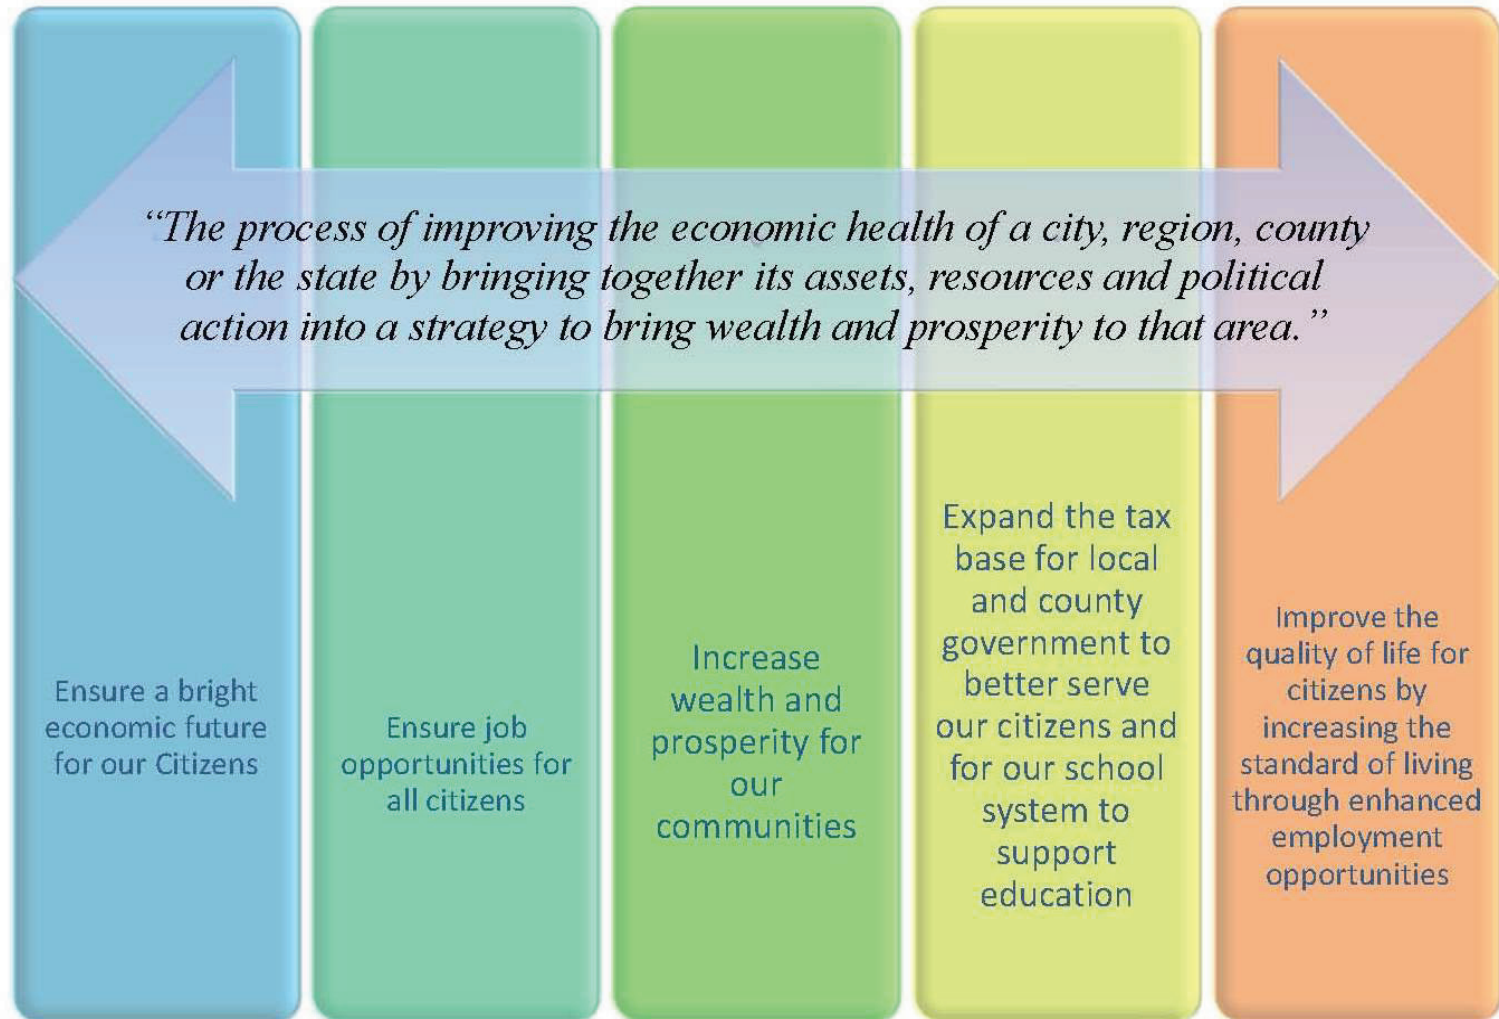 “The process of improving the economic health of a city, region, county
or the state by bringing together its assets, resources and political
action into a strategy to bring wealth and prosperity to that area.”
Ensure a bright
economic future
for our Citizens
Ensure job
opportunities for
all citizens
Increase
wealth and
prosperity for
our
communities
Expand the tax
base for local
and county
government to
better serve
our citizens and
for our school
system to
support
education
Improve the
quality of life for
citizens by
increasing the
standard of living
through enhanced
employment
opportunities